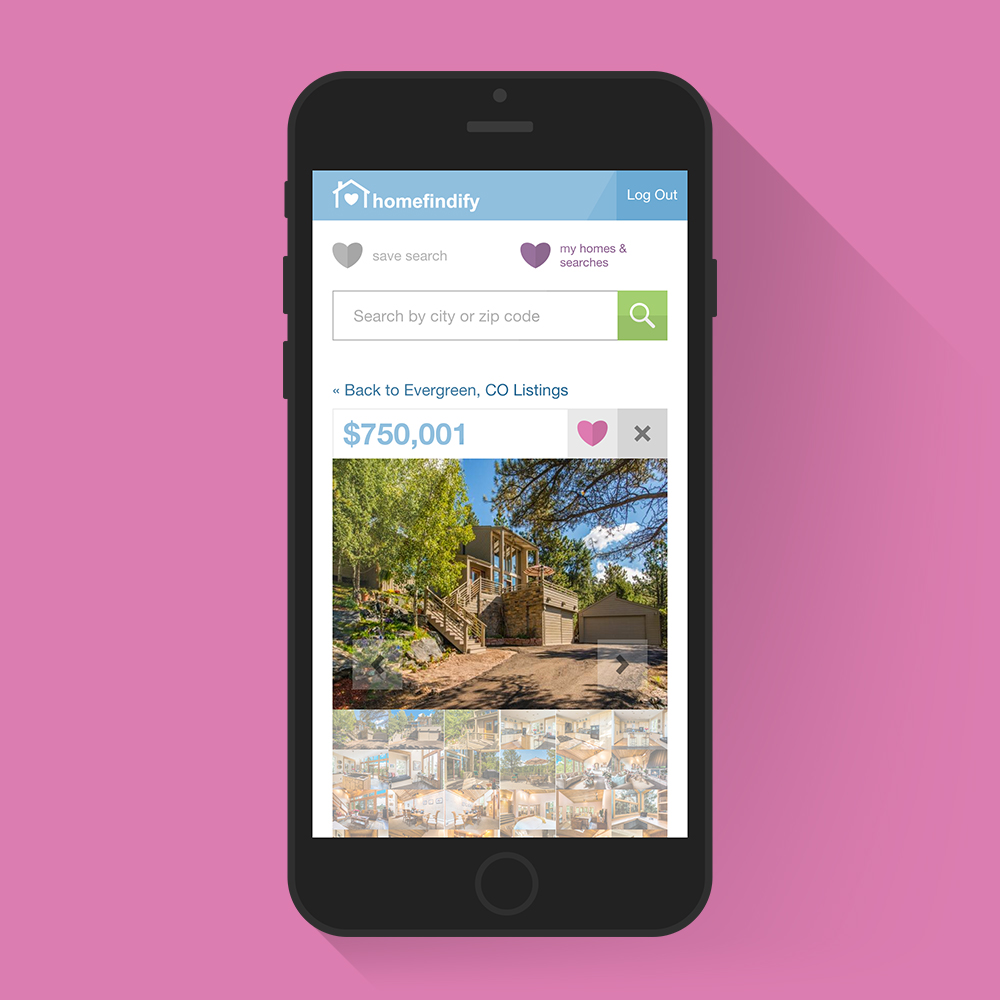 homefindify
Log Out
save search
my homes &
searches
Search by city or zip code
« Back to Evergreen, CO Listings
$750,001